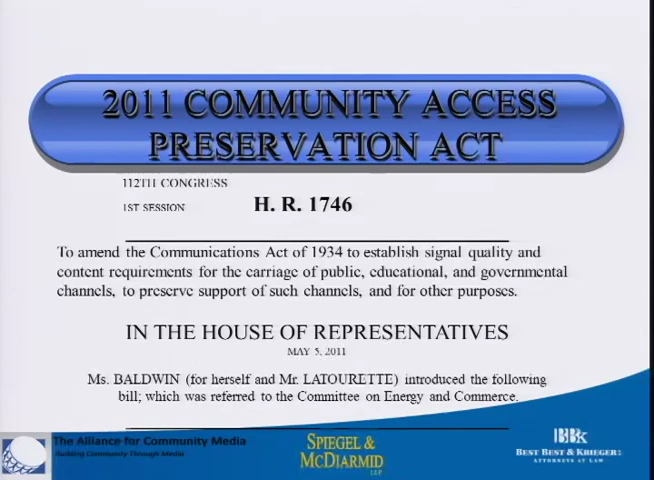 2011 COMMUNITY ACCESS
PRESERVATION ACT
112TH CONGRESS
1ST SESSION H. R. 1746
To amend the Communications Act of 1934 to establish signal quality and
content requirements for the carriage of public, educational, and governmental
channels, to preserve support of such channels, and for other purposes.
IN THE HOUSE OF REPRESENTATIVES
MAY 5, 2011
Ms. BALDWIN (for herself and Mr. LATOURETTE) introduced the following
bill; which was referred to the Committee on Energy and Commerce.
The Alliance for Community Media
Building Community Through Media
SPIEGEL &
MCDIARMID
LLP
BBK
BEST BEST & KRIEGER
ATTORNEYS AT LAW